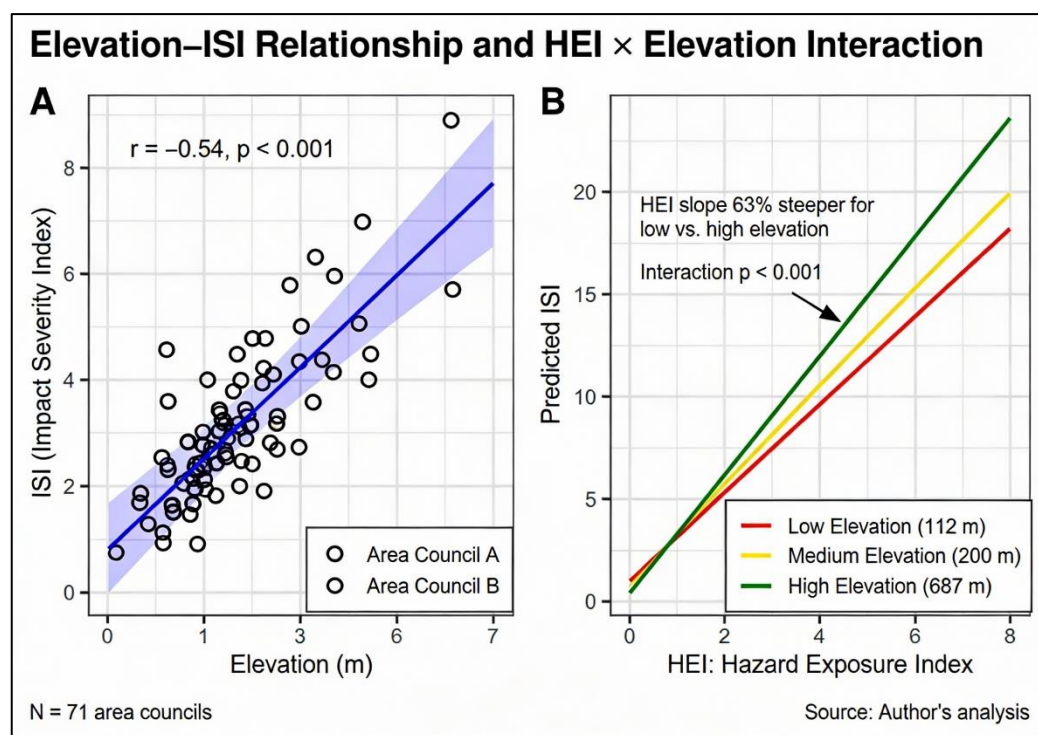 Elevation–ISI Relationship and HEI × Elevation Interaction
A
r = −0.54, p < 0.001
8
6
4
2
0
ISI (Impact Severity Index)
Area Council A
Area Council B
0 1 3 6 7
Elevation (m)
B
HEI slope 63% steeper for
low vs. high elevation
Interaction p < 0.001
20
15
10
5
0
Predicted ISI
Low Elevation (112 m)
Medium Elevation (200 m)
High Elevation (687 m)
0 2 4 6 8
HEI: Hazard Exposure Index
N = 71 area councils
Source: Author's analysis